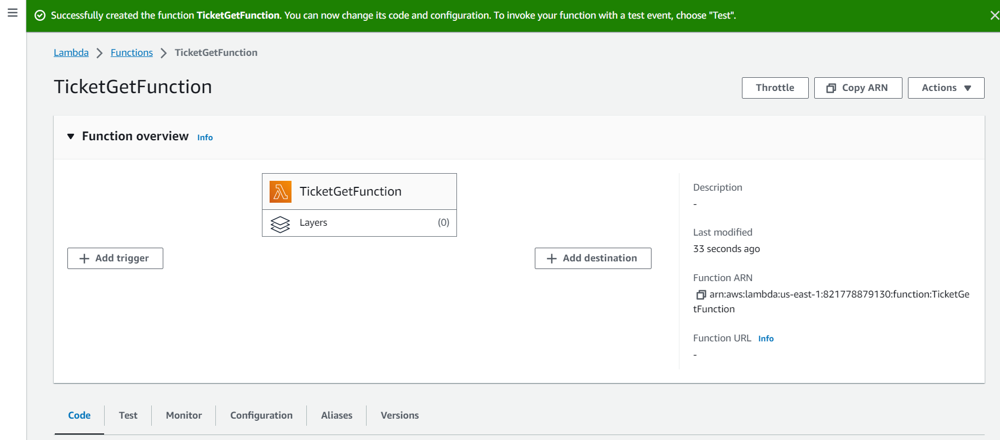 Successfully created the function TicketGetFunction. You can now change its code and configuration. To invoke your function with a test event, choose "Test".
Lambda > Functions > TicketGetFunction
TicketGetFunction
Throttle
Copy ARN
Actions
Function overview Info
TicketGetFunction
Layers (0)
Add trigger
Add destination
Description
-
Last modified
33 seconds ago
Function ARN
arn:aws:lambda:us-east-1:821778879130:function:TicketGe
tFunction
Function URL Info
-
Code
Test
Monitor
Configuration
Aliases
Versions